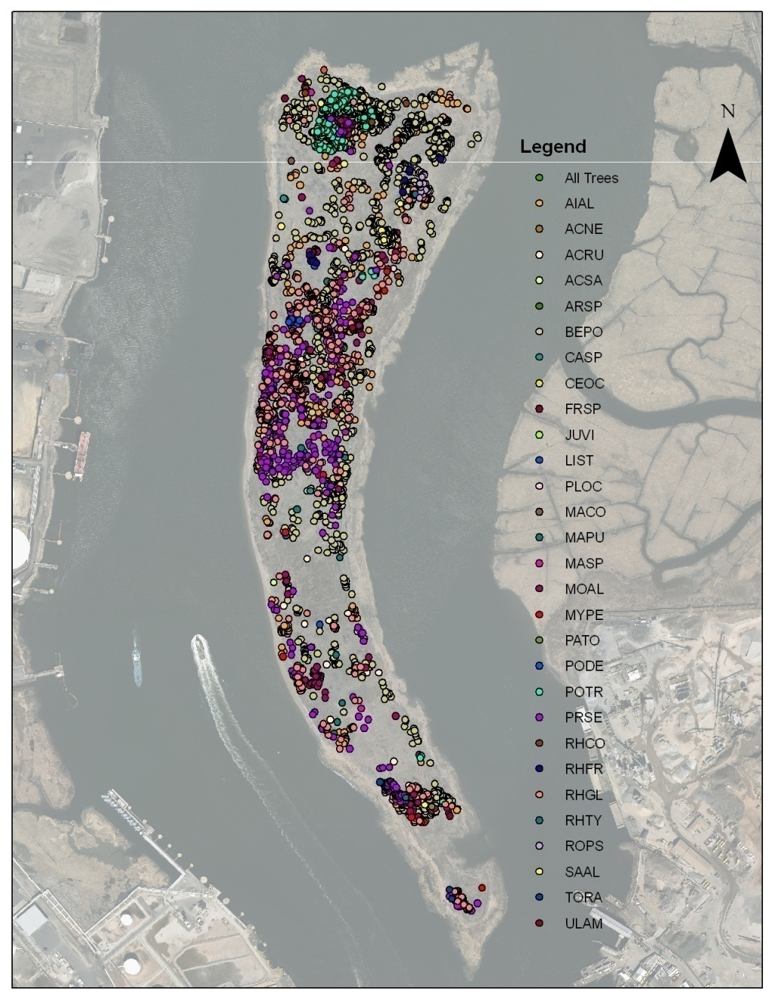 N
Legend
All Trees
AIAL
ACNE
ACRU
ACSA
ARSP
BEPO
CASP
CEOC
FRSP
JUVI
LIST
PLOC
MACO
MAPU
MASP
MOAL
MYPE
PATO
PODE
POTR
PRSE
RHCO
RHFR
RHGL
RHTY
ROPS
SAAL
TORA
ULAM